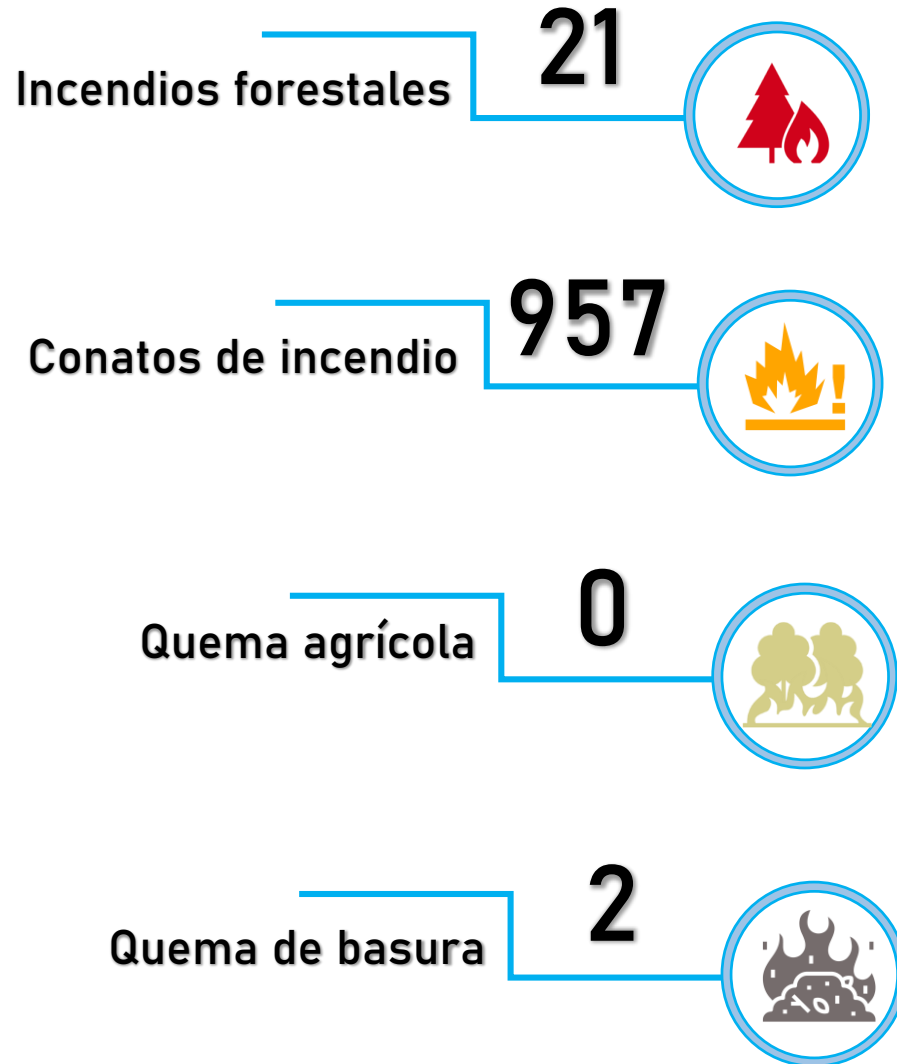 21
Incendios forestales
957
Conatos de incendio
0
Quema agrícola
2
Quema de basura